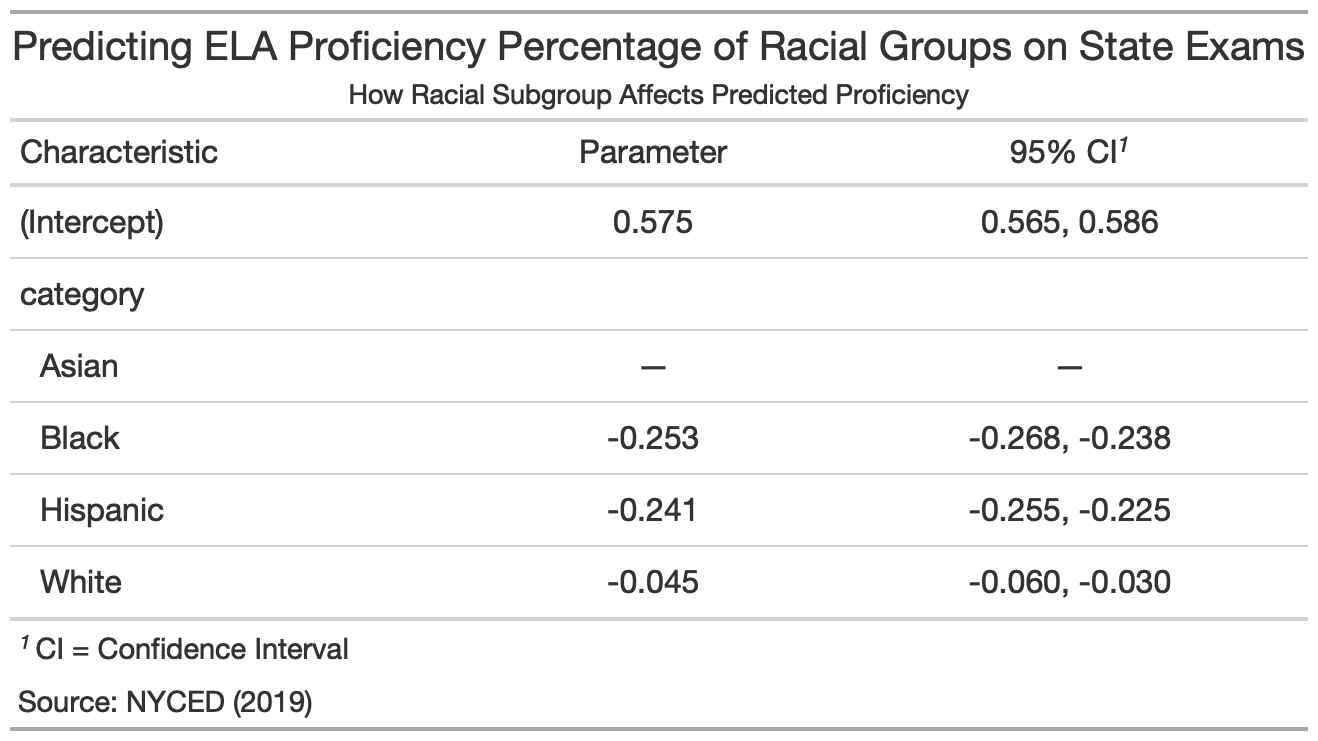 Predicting ELA Proficiency Percentage of Racial Groups on State Exams
How Racial Subgroup Affects Predicted Proficiency
Characteristic Parameter 95% CI¹
(Intercept) 0.575 0.565, 0.586
category
Asian — —
Black -0.253 -0.268, -0.238
Hispanic -0.241 -0.255, -0.225
White -0.045 -0.060, -0.030
¹ CI = Confidence Interval
Source: NYCED (2019)